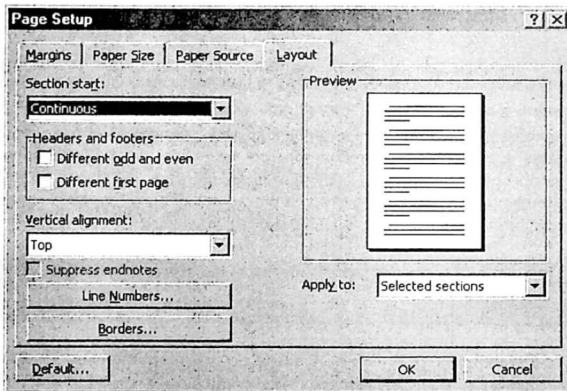 Page Setup
Margins
Paper Size
Paper Source
Layout
Section start:
Continuous
Headers and footers
Different odd and even
Different first page
Vertical alignment:
Top
Suppress endnotes
Line Numbers...
Borders...
Preview
Apply to:
Selected sections
Default...
OK
Cancel